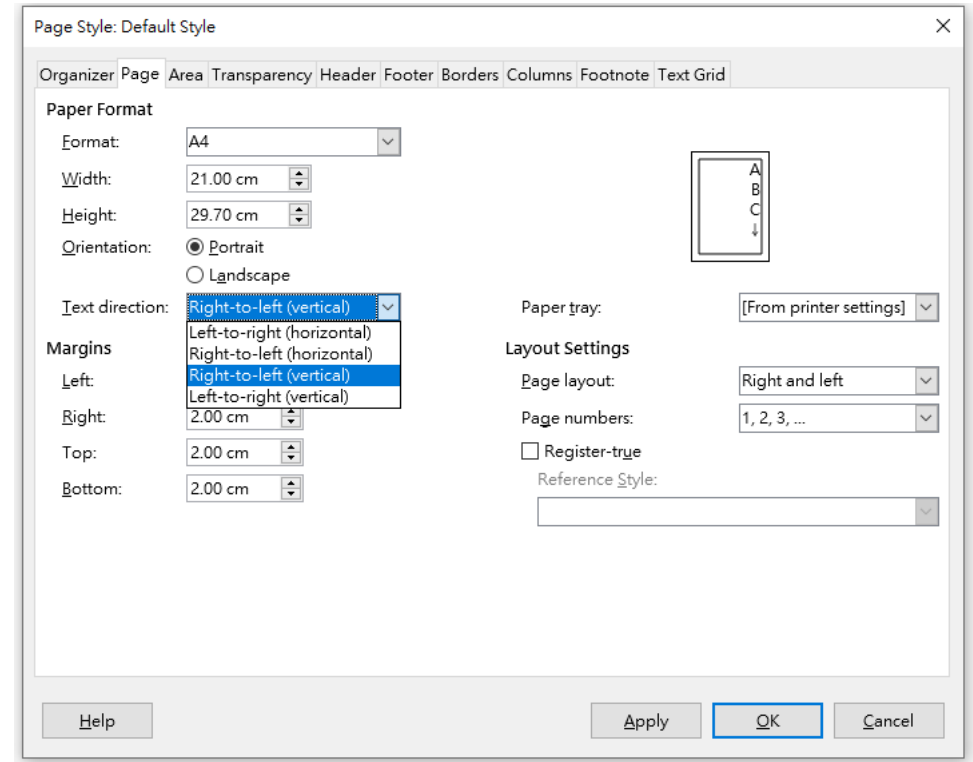 Page Style: Default Style
Organizer Page Area Transparency Header Footer Borders Columns Footnote Text Grid
Paper Format
Format: A4
Width: 21.00 cm
Height: 29.70 cm
Orientation: Portrait
Landscape
A
B
C
Text direction: Right-to-left (vertical)
Left-to-right (horizontal)
Right-to-left (horizontal)
Right-to-left (vertical)
Left-to-right (vertical)
Paper tray: [From printer settings]
Margins
Left:
Right: 2.00 cm
Top: 2.00 cm
Bottom: 2.00 cm
Layout Settings
Page layout: Right and left
Page numbers: 1, 2, 3, ...
Register-true
Reference Style:
Help
Apply
OK
Cancel